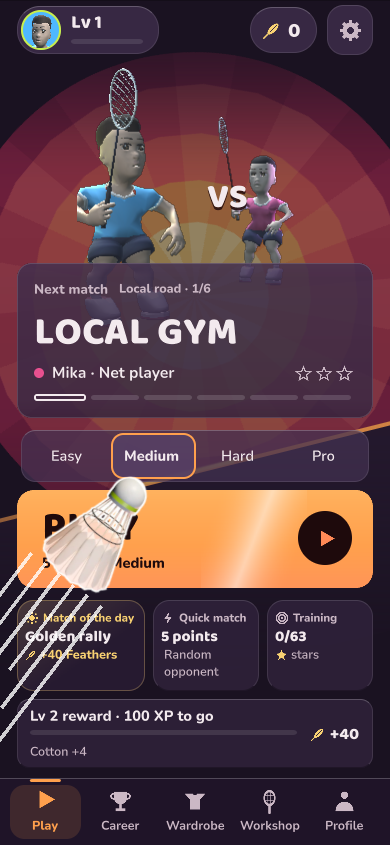 Lv 1
0
VS
Next match Local road · 1/6
LOCAL GYM
Mika · Net player
Easy Medium Hard Pro
Medium
Match of the day
Golden rally
+40 Feathers
Quick match
5 points
Random
opponent
Training
0/63
stars
Lv 2 reward · 100 XP to go
+40
Cotton +4
Play Career Wardrobe Workshop Profile